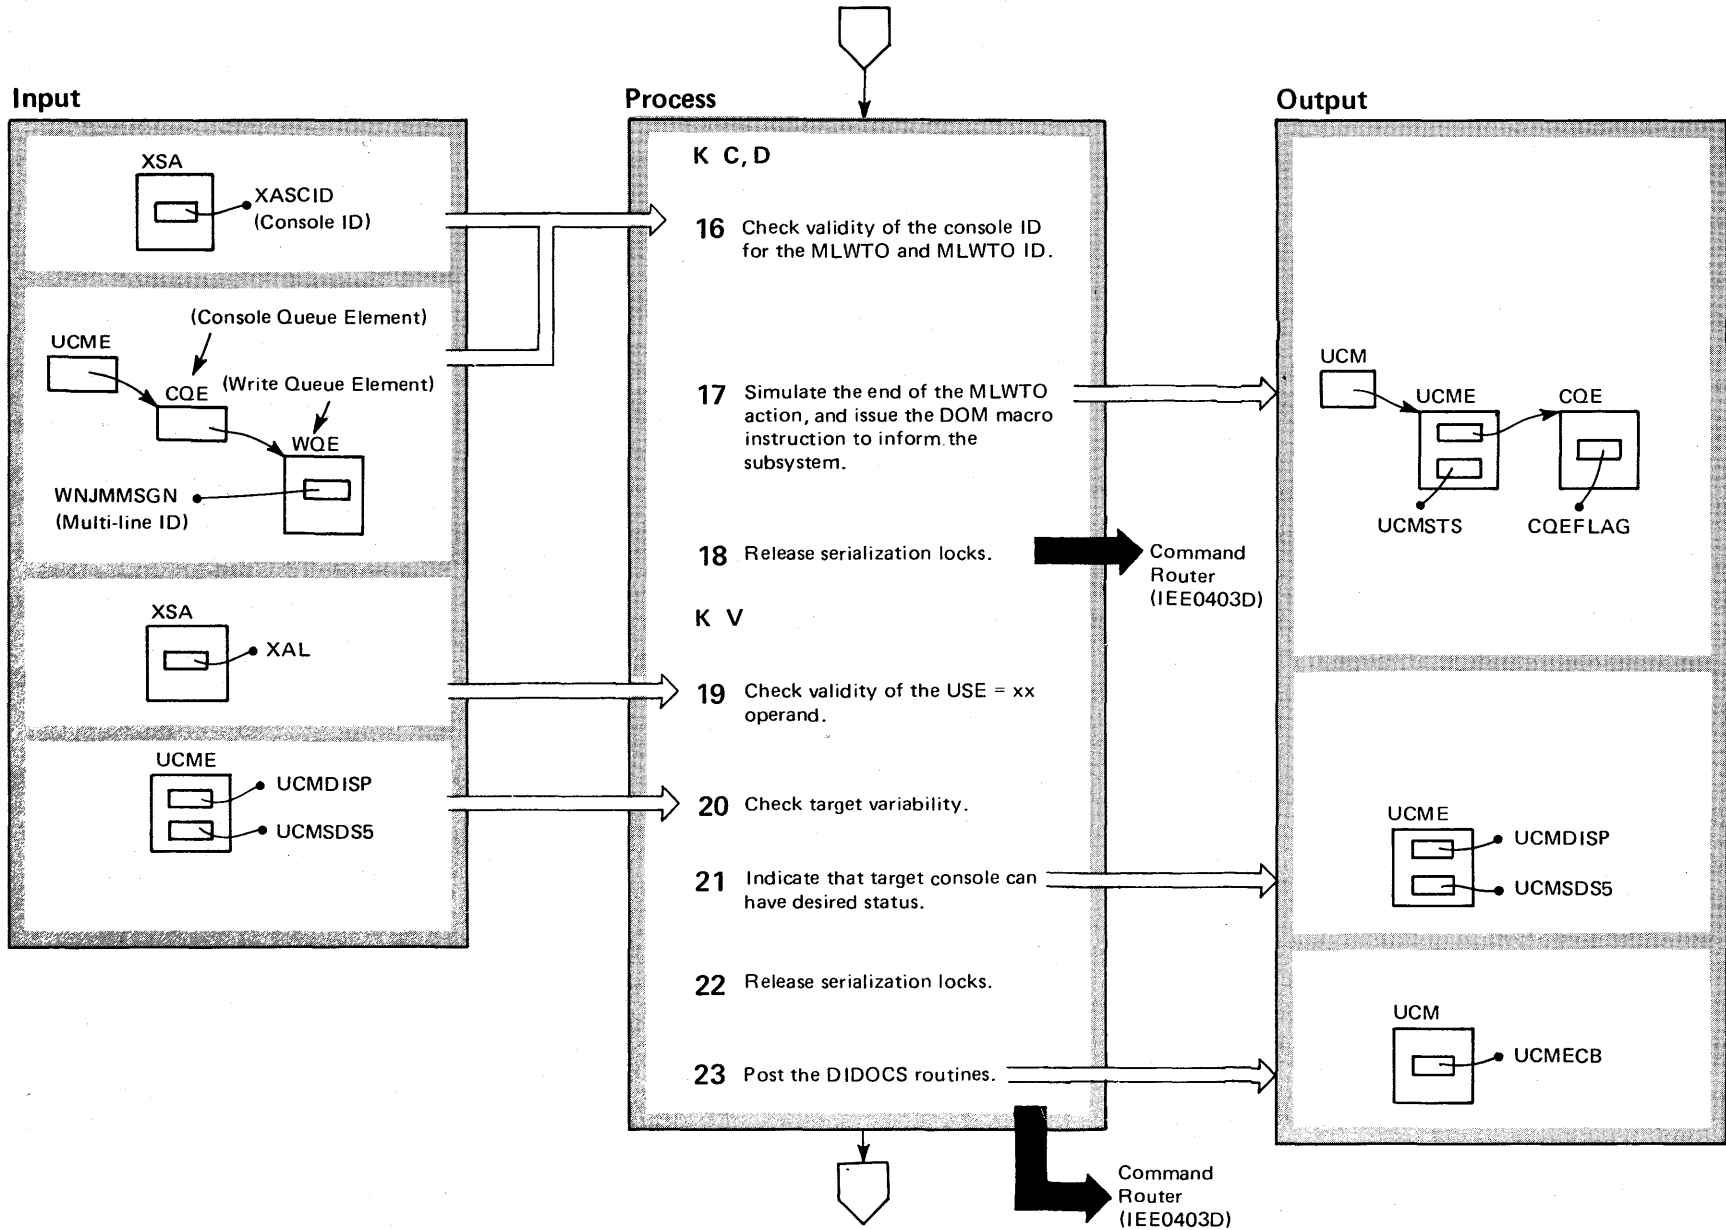 Input
XSA
XASCID
(Console ID)
(Console Queue Element)
UCME
CQE
(Write Queue Element)
WQE
WNJMMSGN
(Multi-line ID)
XSA
XAL
UCME
UCMDISP
UCMSDS5
Process
K C, D
16 Check validity of the console ID
for the MLWTO and MLWTO ID.
17 Simulate the end of the MLWTO
action, and issue the DOM macro
instruction to inform the
subsystem.
18 Release serialization locks.
Command
Router
(IEE0403D)
K V
19 Check validity of the USE = xx
operand.
20 Check target variability.
21 Indicate that target console can
have desired status.
22 Release serialization locks.
23 Post the DIDOCS routines.
Command
Router
(IEE0403D)
Output
UCM
UCME
CQE
UCMSTS
CQEFLAG
UCME
UCMDISP
UCMSDS5
UCM
UCMECB